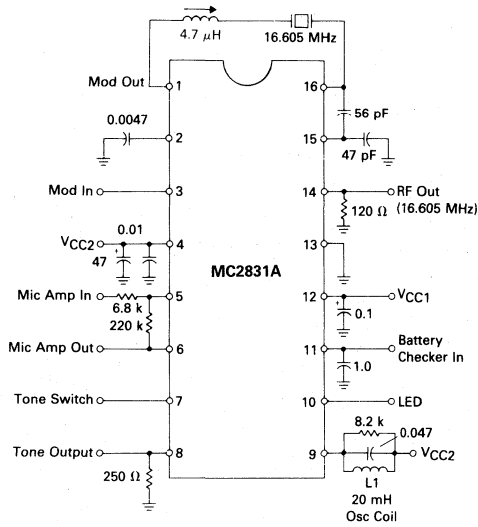 4.7 μH
16.605 MHz
Mod Out
1
16
56 pF
0.0047
2
15
47 pF
Mod In
3
14
RF Out
(16.605 MHz)
120 Ω
VCC2
0.01
+
47
4
13
MC2831A
Mic Amp In
5
6.8 k
220 k
12
VCC1
+
0.1
Mic Amp Out
6
11
Battery
Checker In
1.0
Tone Switch
7
10
LED
8.2 k
0.047
Tone Output
8
9
VCC2
250 Ω
L1
20 mH
Osc Coil